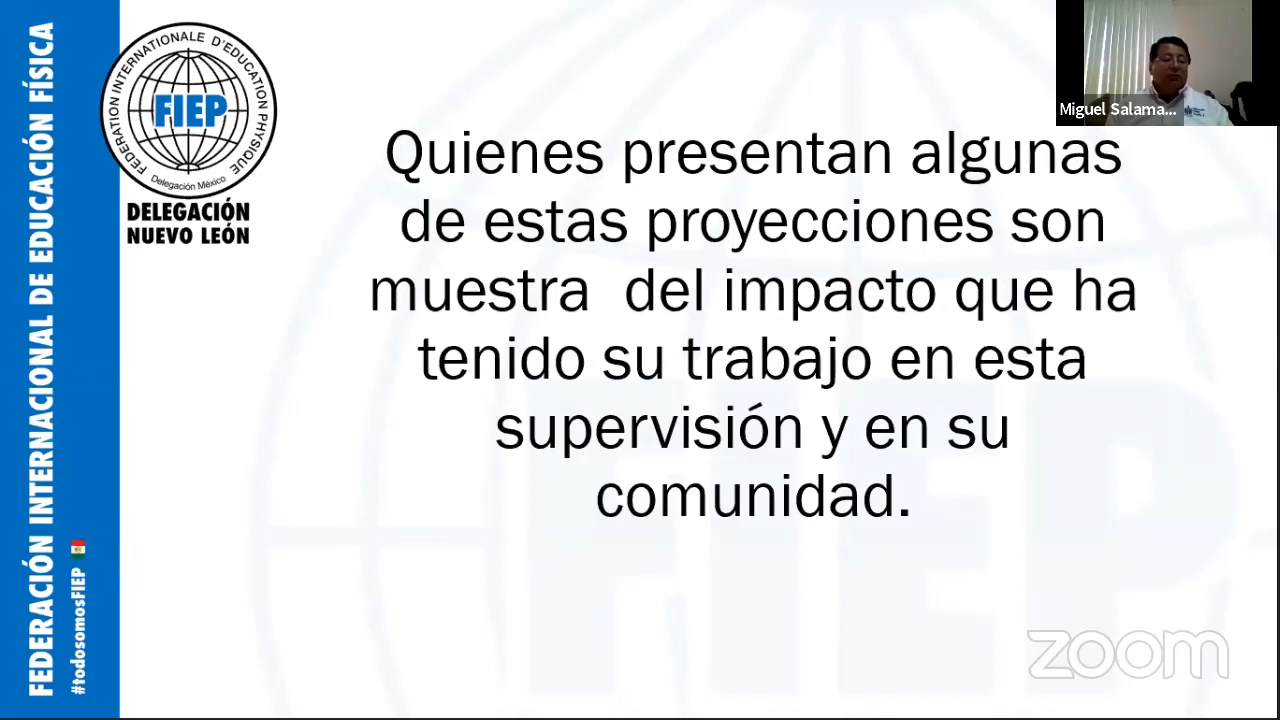 FEDERACIÓN INTERNACIONAL DE EDUCACIÓN FÍSICA
#todosomosFIEP
FEDERATION INTERNATIONALE D'EDUCATION PHYSIQUE
FIEP
Delegación México
DELEGACIÓN
NUEVO LEÓN
Miguel Salama...
Quienes presentan algunas
de estas proyecciones son
muestra del impacto que ha
tenido su trabajo en esta
supervisión y en su
comunidad.
FIEP
zoom